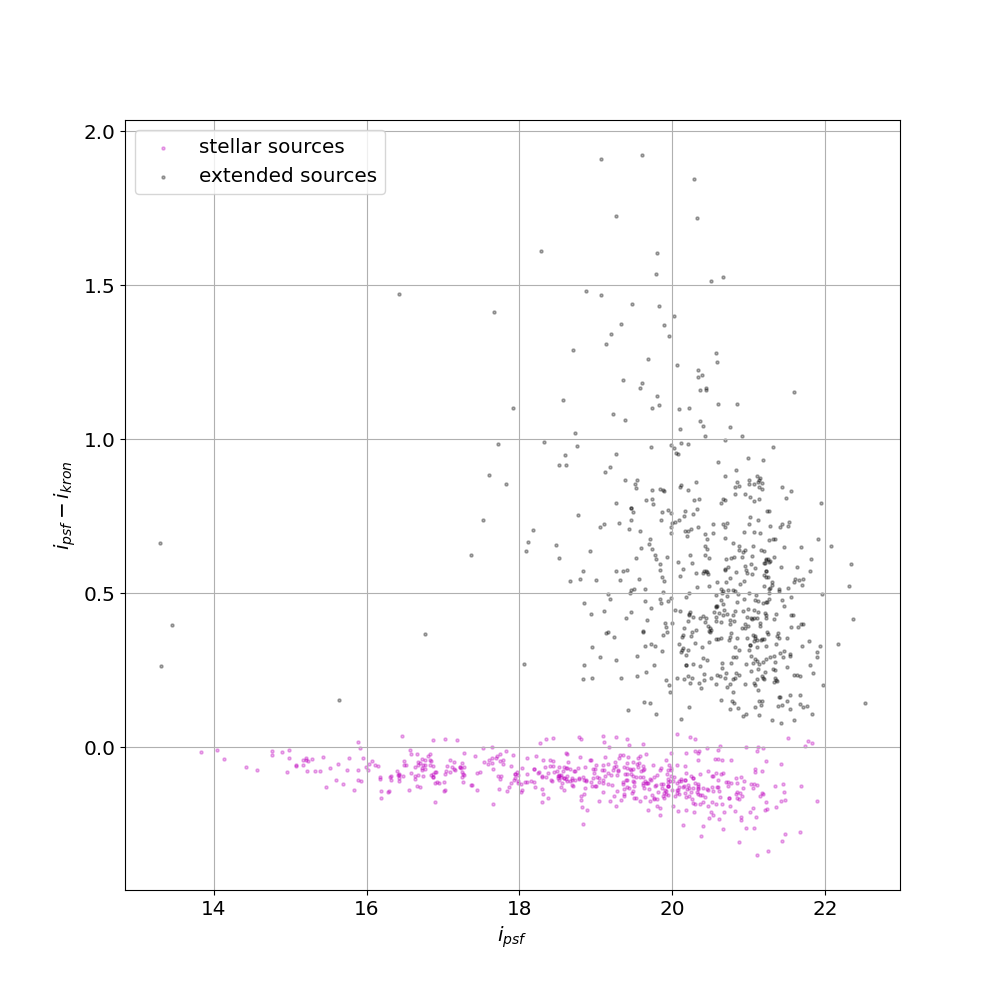 stellar sources
extended sources
2.0
1.5
1.0
0.5
0.0
14 16 18 20 22
i_psf − i_kron
i_psf